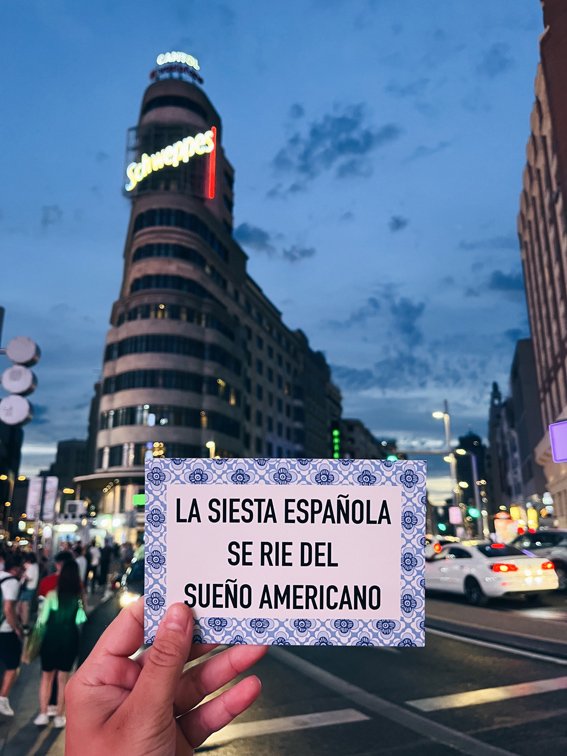 CAPITOL
Schweppes
LA SIESTA ESPAÑOLA
SE RIE DEL
SUEÑO AMERICANO